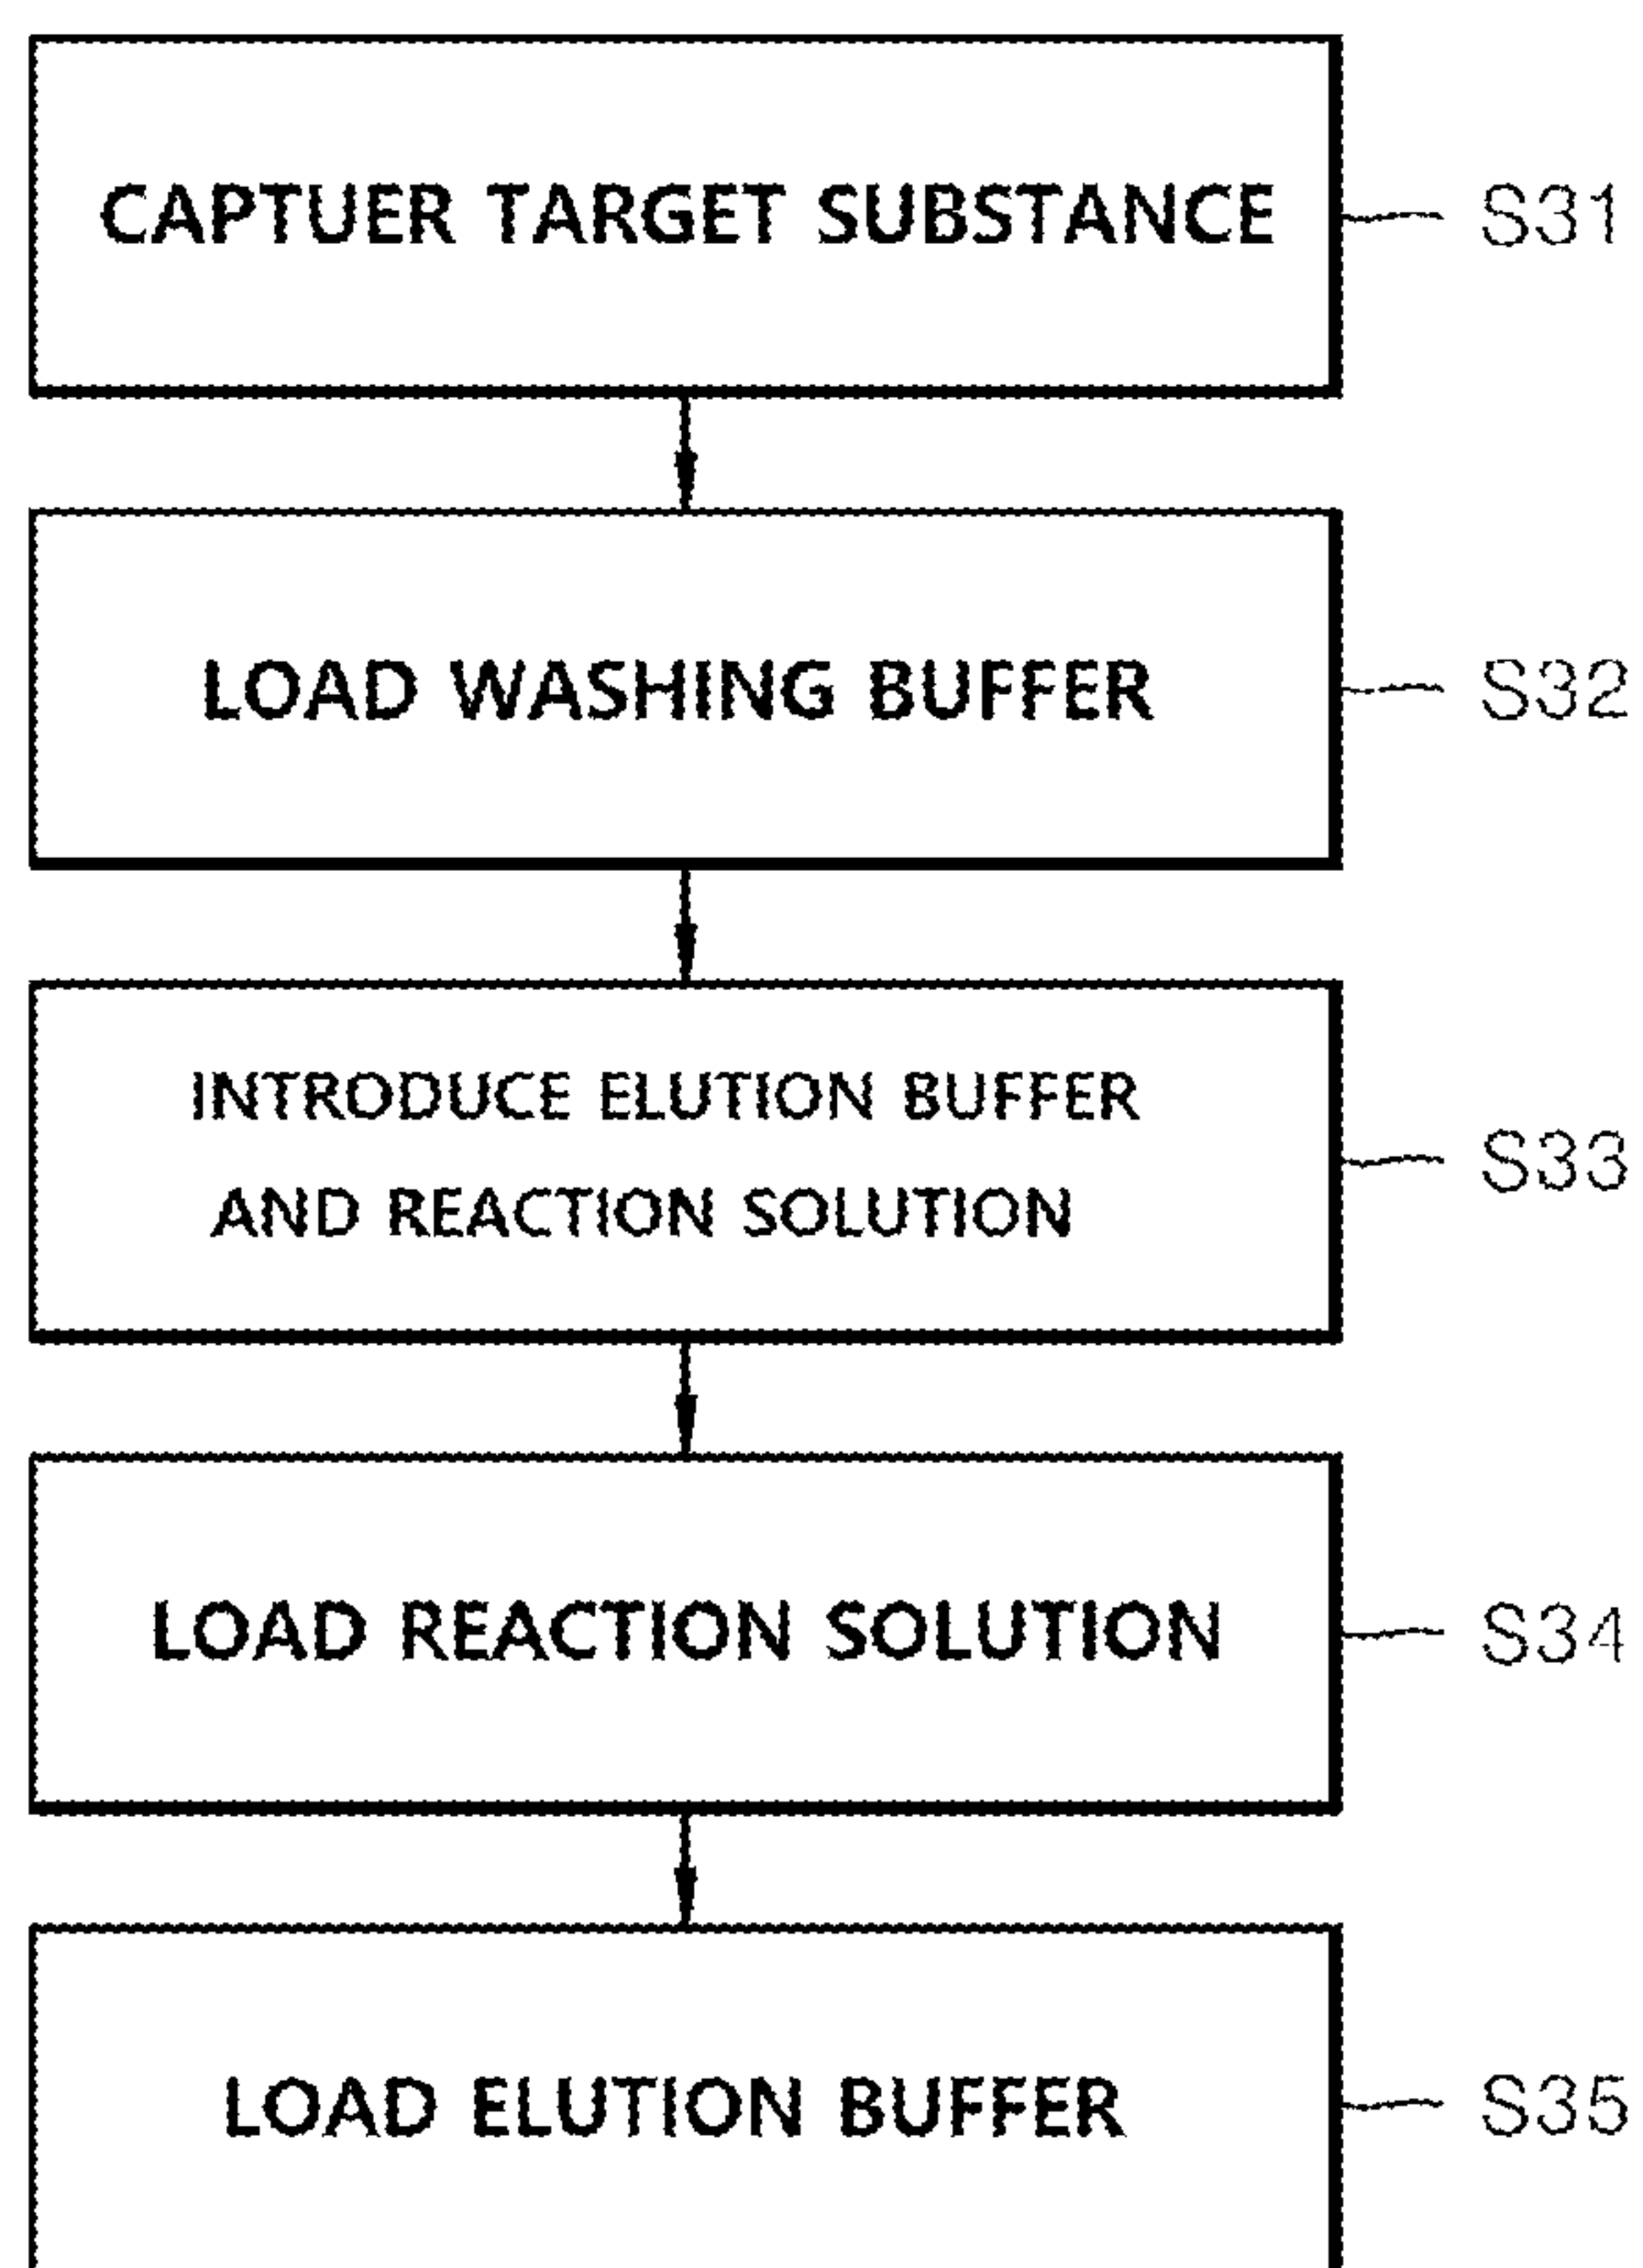 CAPTUER TARGET SUBSTANCE
S31
LOAD WASHING BUFFER
S32
INTRODUCE ELUTION BUFFER
AND REACTION SOLUTION
S33
LOAD REACTION SOLUTION
S34
LOAD ELUTION BUFFER
S35